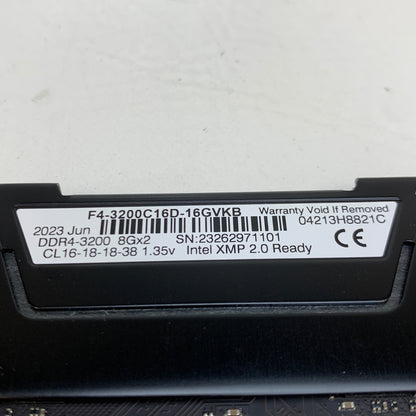 F4-3200C16D-16GVKB Warranty Void If Removed
2023 Jun 04213H8821C
DDR4-3200 8Gx2 SN:23262971101
CL16-18-18-38 1.35v Intel XMP 2.0 Ready CE